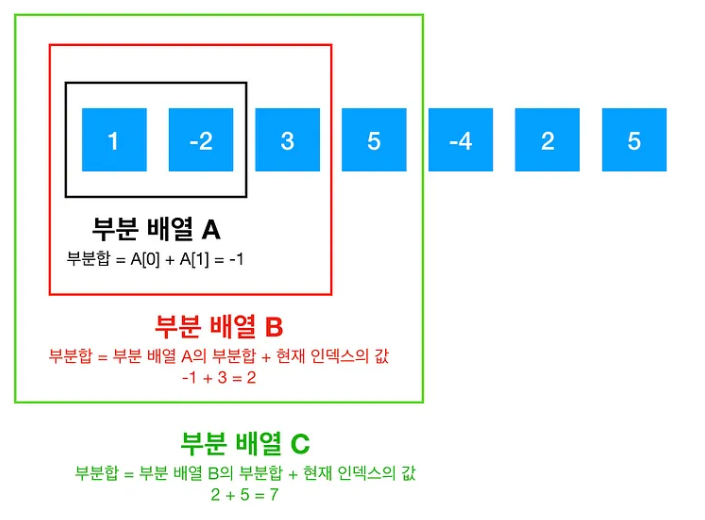 1 -2 3 5 -4 2 5
부분 배열 A
부분합 = A[0] + A[1] = -1
부분 배열 B
부분합 = 부분 배열 A의 부분합 + 현재 인덱스의 값
-1 + 3 = 2
부분 배열 C
부분합 = 부분 배열 B의 부분합 + 현재 인덱스의 값
2 + 5 = 7